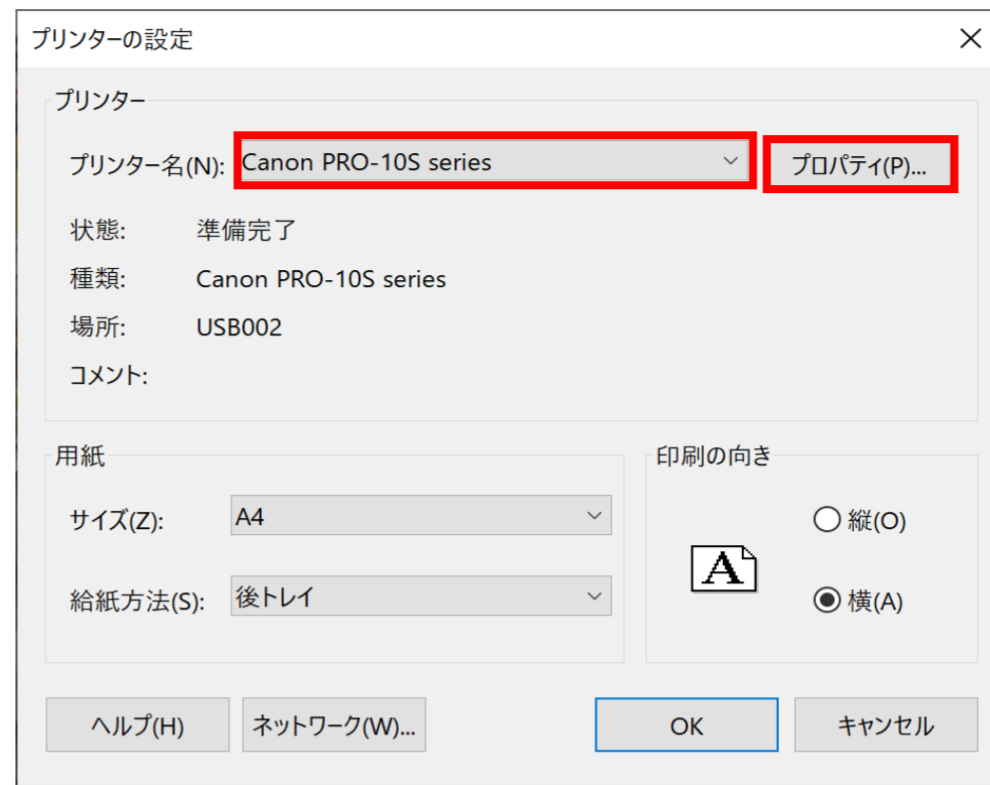 プリンターの設定
プリンター
プリンター名(N): Canon PRO-10S series プロパティ(P)...
状態: 準備完了
種類: Canon PRO-10S series
場所: USB002
コメント:
用紙
サイズ(Z): A4
給紙方法(S): 後トレイ
印刷の向き
A
縦(O)
横(A)
ヘルプ(H) ネットワーク(W)... OK キャンセル